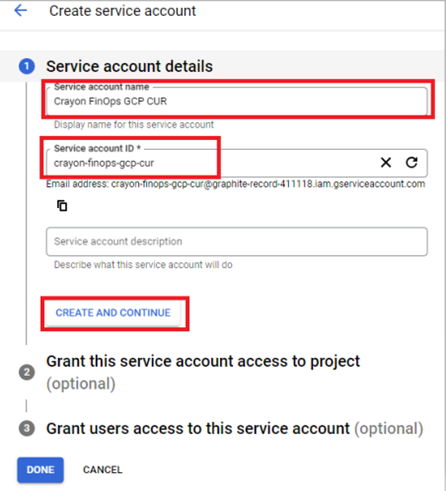 Create service account
1 Service account details
Service account name
Crayon FinOps GCP CUR
Display name for this service account
Service account ID *
crayon-finops-gcp-cur
Email address: crayon-finops-gcp-cur@graphite-record-411118.iam.gserviceaccount.com
Service account description
Describe what this service account will do
CREATE AND CONTINUE
2 Grant this service account access to project
(optional)
3 Grant users access to this service account (optional)
DONE CANCEL